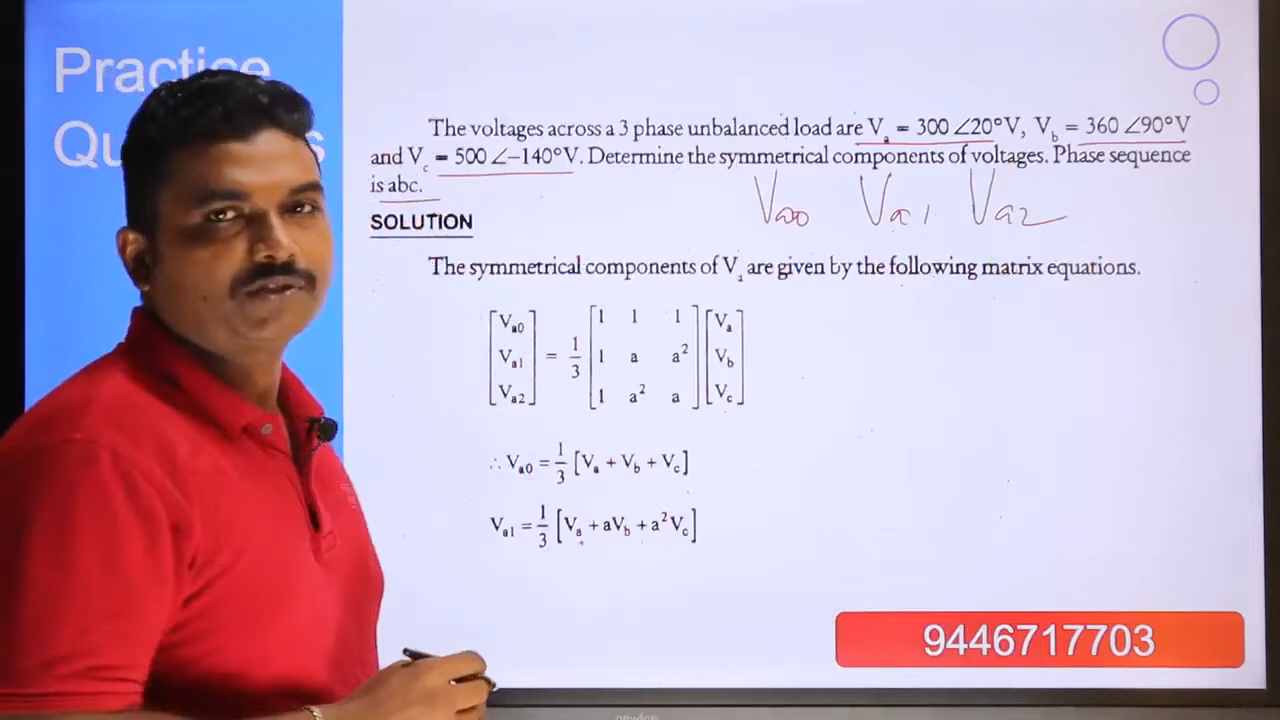 Practice
The voltages across a 3 phase unbalanced load are Va = 300 ∠20°V, Vb = 360 ∠90°V
and Vc = 500 ∠−140°V. Determine the symmetrical components of voltages. Phase sequence
is abc.
Va0 Va1 Va2
SOLUTION
The symmetrical components of Va are given by the following matrix equations.
[Va0 Va1 Va2] = 1/3 [1 1 1; 1 a a²; 1 a² a] [Va Vb Vc]
∴ Va0 = 1/3 [Va + Vb + Vc]
Va1 = 1/3 [Va + aVb + a²Vc]
9446717703